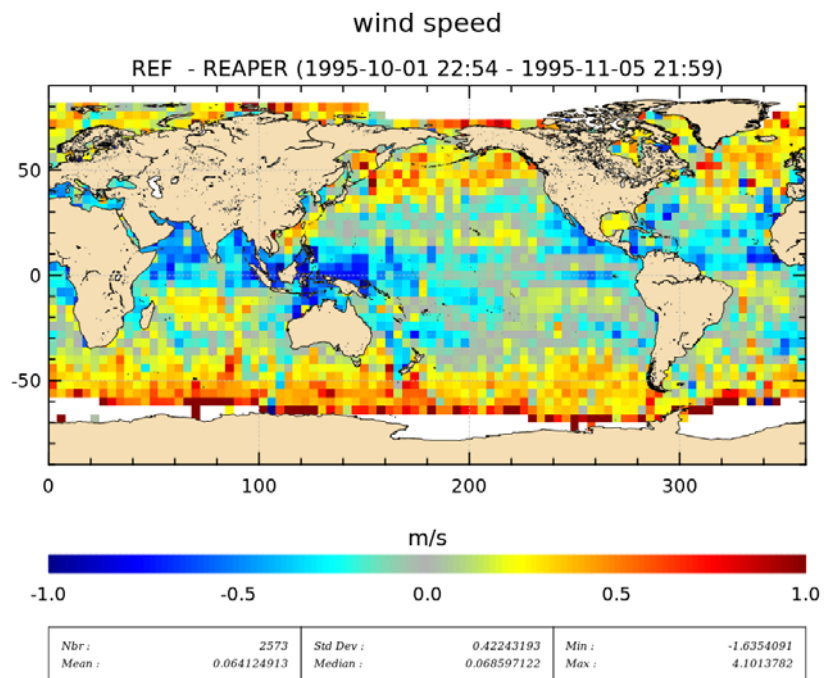 wind speed
REF - REAPER (1995-10-01 22:54 - 1995-11-05 21:59)
50
0
-50
0 100 200 300
m/s
-1.0 -0.5 0.0 0.5 1.0
Nbr : 2573 Std Dev : 0.42243193 Min : -1.6354091
Mean : 0.064124913 Median : 0.068597122 Max : 4.1013782